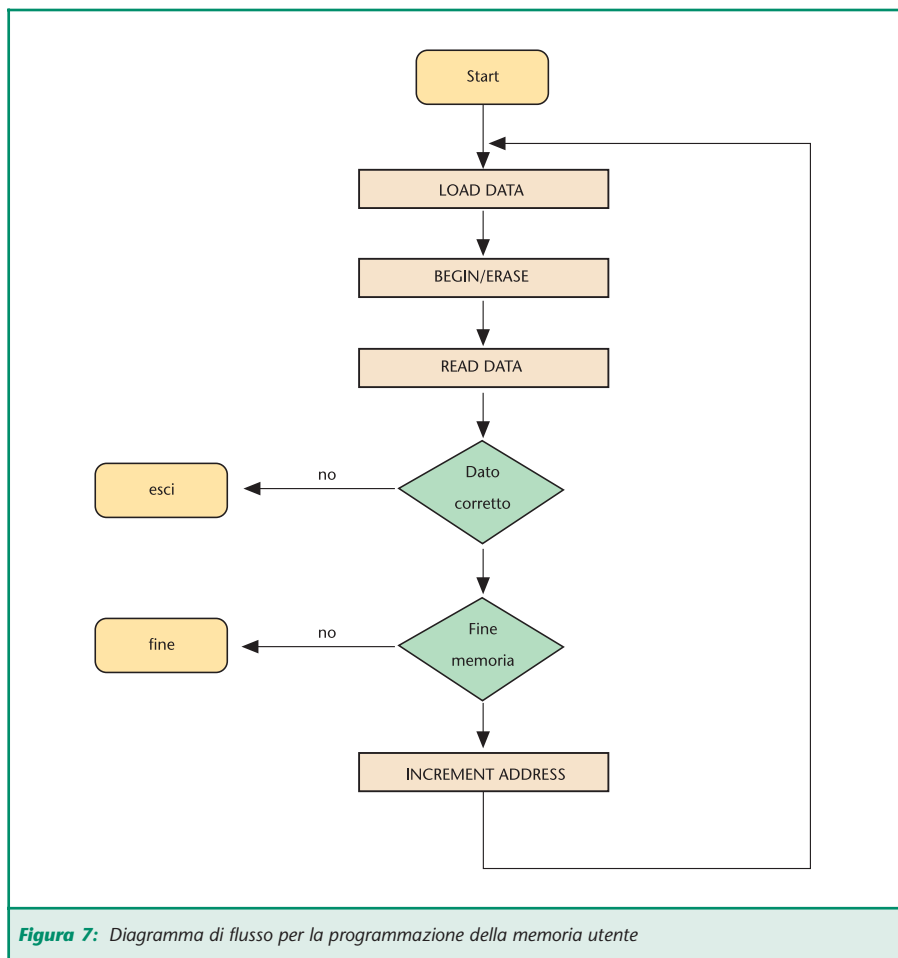 Start
LOAD DATA
BEGIN/ERASE
READ DATA
Dato
corretto
no
esci
Fine
memoria
no
fine
INCREMENT ADDRESS
Figura 7: Diagramma di flusso per la programmazione della memoria utente